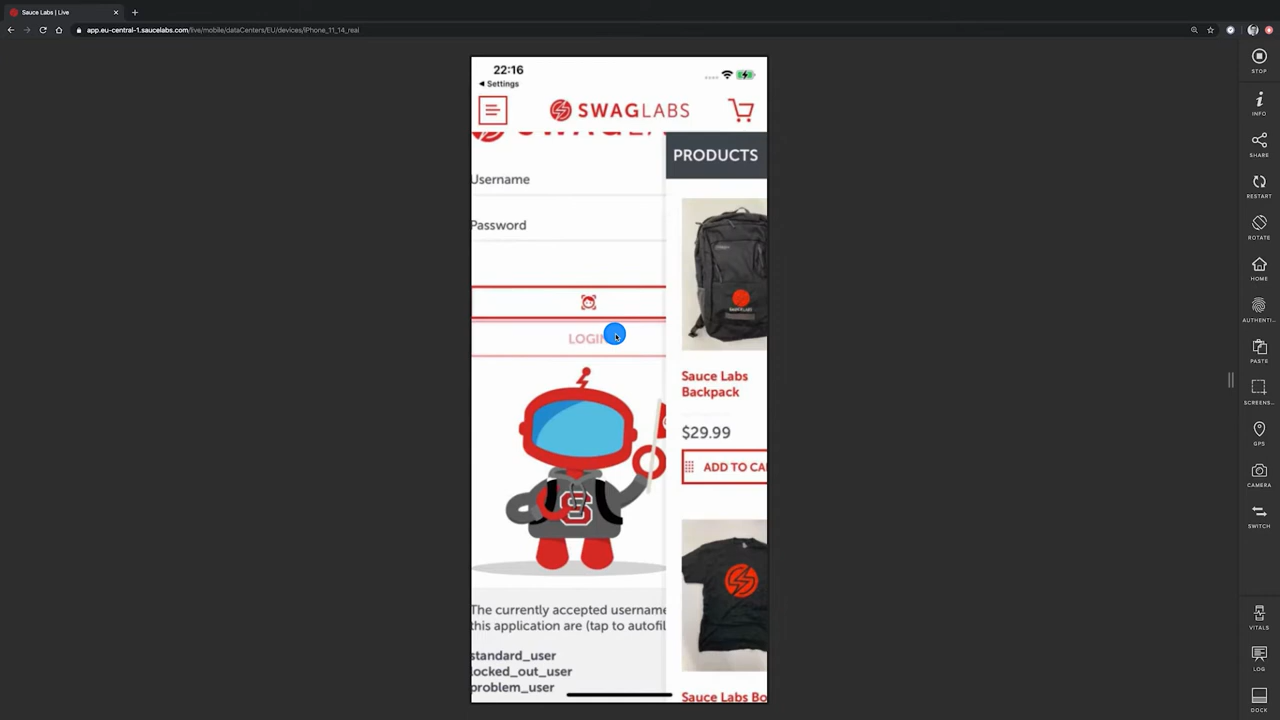 Sauce Labs | Live
app.eu-central-1.saucelabs.com/live/mobile/dataCenters/EU/devices/iPhone_11_14_real
22:16
Settings
SWAGLABS
PRODUCTS
Username
Password
LOGIN
Sauce Labs
Backpack
$29.99
ADD TO CA
The currently accepted username
this application are (tap to autofil
standard_user
locked_out_user
problem_user
Sauce Labs Bo
STOP
INFO
SHARE
RESTART
ROTATE
HOME
AUTHENTI...
PASTE
SCREENS...
GPS
CAMERA
SWITCH
VITALS
LOG
DOCK